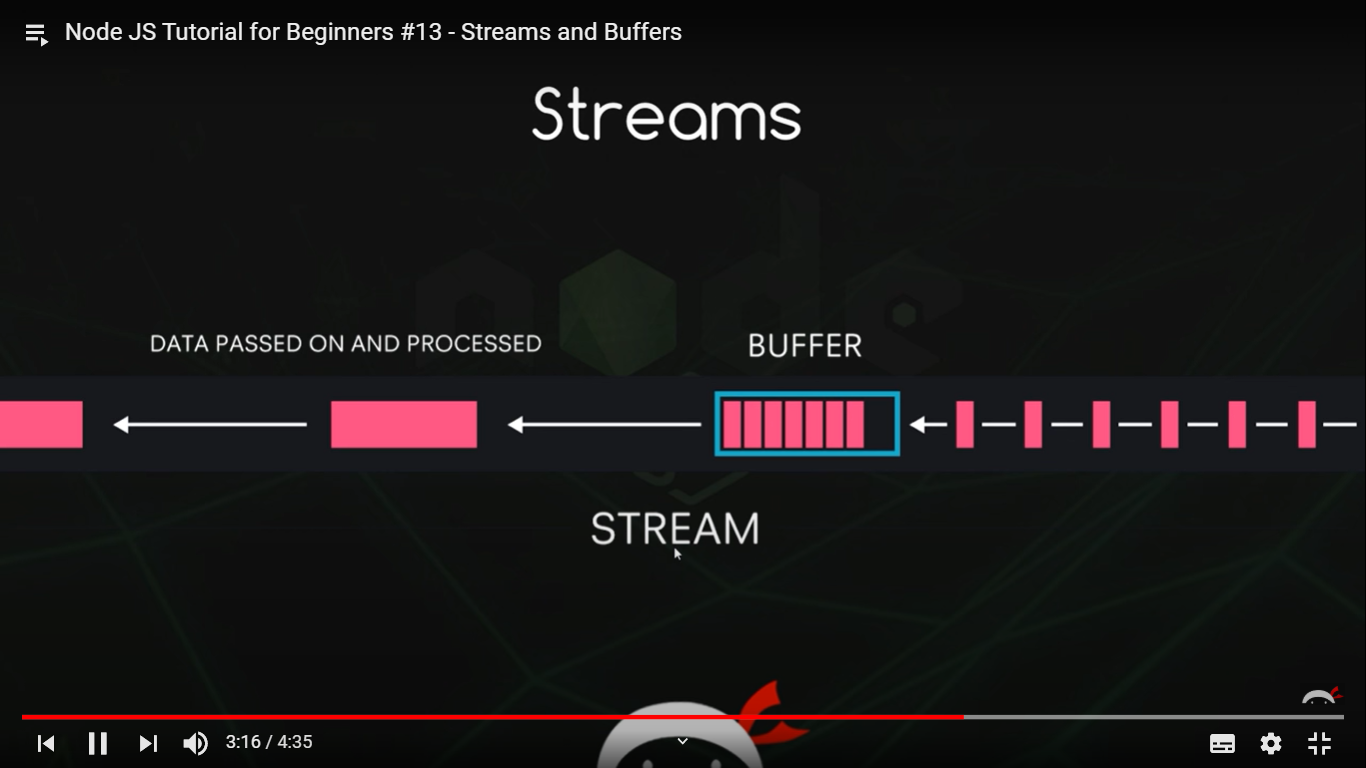 Node JS Tutorial for Beginners #13 - Streams and Buffers
Streams
node
DATA PASSED ON AND PROCESSED
BUFFER
STREAM
3:16 / 4:35